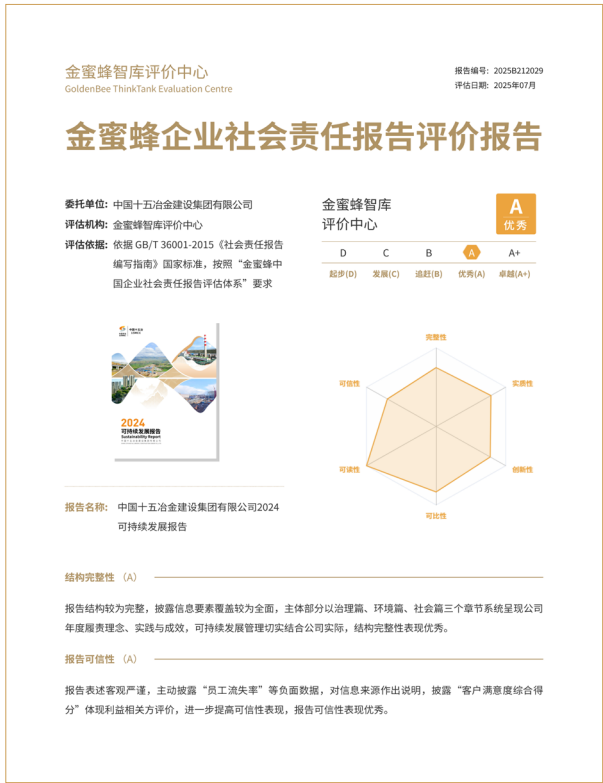 金蜜蜂智库评价中心
GoldenBee ThinkTank Evaluation Centre
报告编号: 2025B212029
评估日期: 2025年07月
金蜜蜂企业社会责任报告评价报告
委托单位: 中国十五冶金建设集团有限公司
评估机构: 金蜜蜂智库评价中心
评估依据: 依据 GB/T 36001-2015《社会责任报告
编写指南》国家标准，按照“金蜜蜂中
国企业社会责任报告评估体系”要求
金蜜蜂智库
评价中心
A
优秀
D C B A A+
起步(D) 发展(C) 追赶(B) 优秀(A) 卓越(A+)
中国十五冶
2024
可持续发展报告
Sustainability Report
完整性
可信性
实质性
可读性
创新性
可比性
报告名称: 中国十五冶金建设集团有限公司2024
可持续发展报告
结构完整性 （A）
报告结构较为完整，披露信息要素覆盖较为全面，主体部分以治理篇、环境篇、社会篇三个章节系统呈现公司
年度履责理念、实践与成效，可持续发展管理切实结合公司实际，结构完整性表现优秀。
报告可信性 （A）
报告表述客观严谨，主动披露“员工流失率”等负面数据，对信息来源作出说明，披露“客户满意度综合得
分”体现利益相关方评价，进一步提高可信性表现，报告可信性表现优秀。